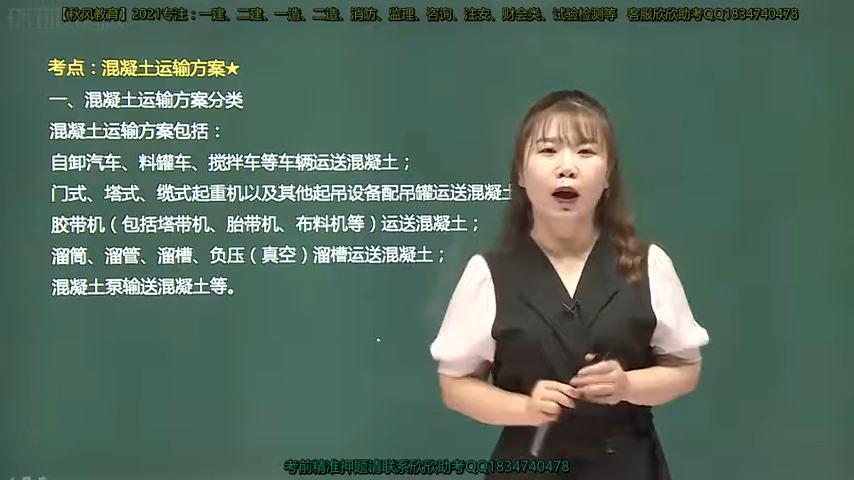 【秋风教育】2021专注：一建、二建、一造、二造、消防、监理、咨询、注安、财会类、试验检测等 客服欣欣助考QQ1834740478
考点：混凝土运输方案★
一、混凝土运输方案分类
混凝土运输方案包括：
自卸汽车、料罐车、搅拌车等车辆运送混凝土；
门式、塔式、缆式起重机以及其他起吊设备配吊罐运送混凝土
胶带机（包括塔带机、胎带机、布料机等）运送混凝土；
溜筒、溜管、溜槽、负压（真空）溜槽运送混凝土；
混凝土泵输送混凝土等。
考前精准押题请联系欣欣助考QQ1834740478